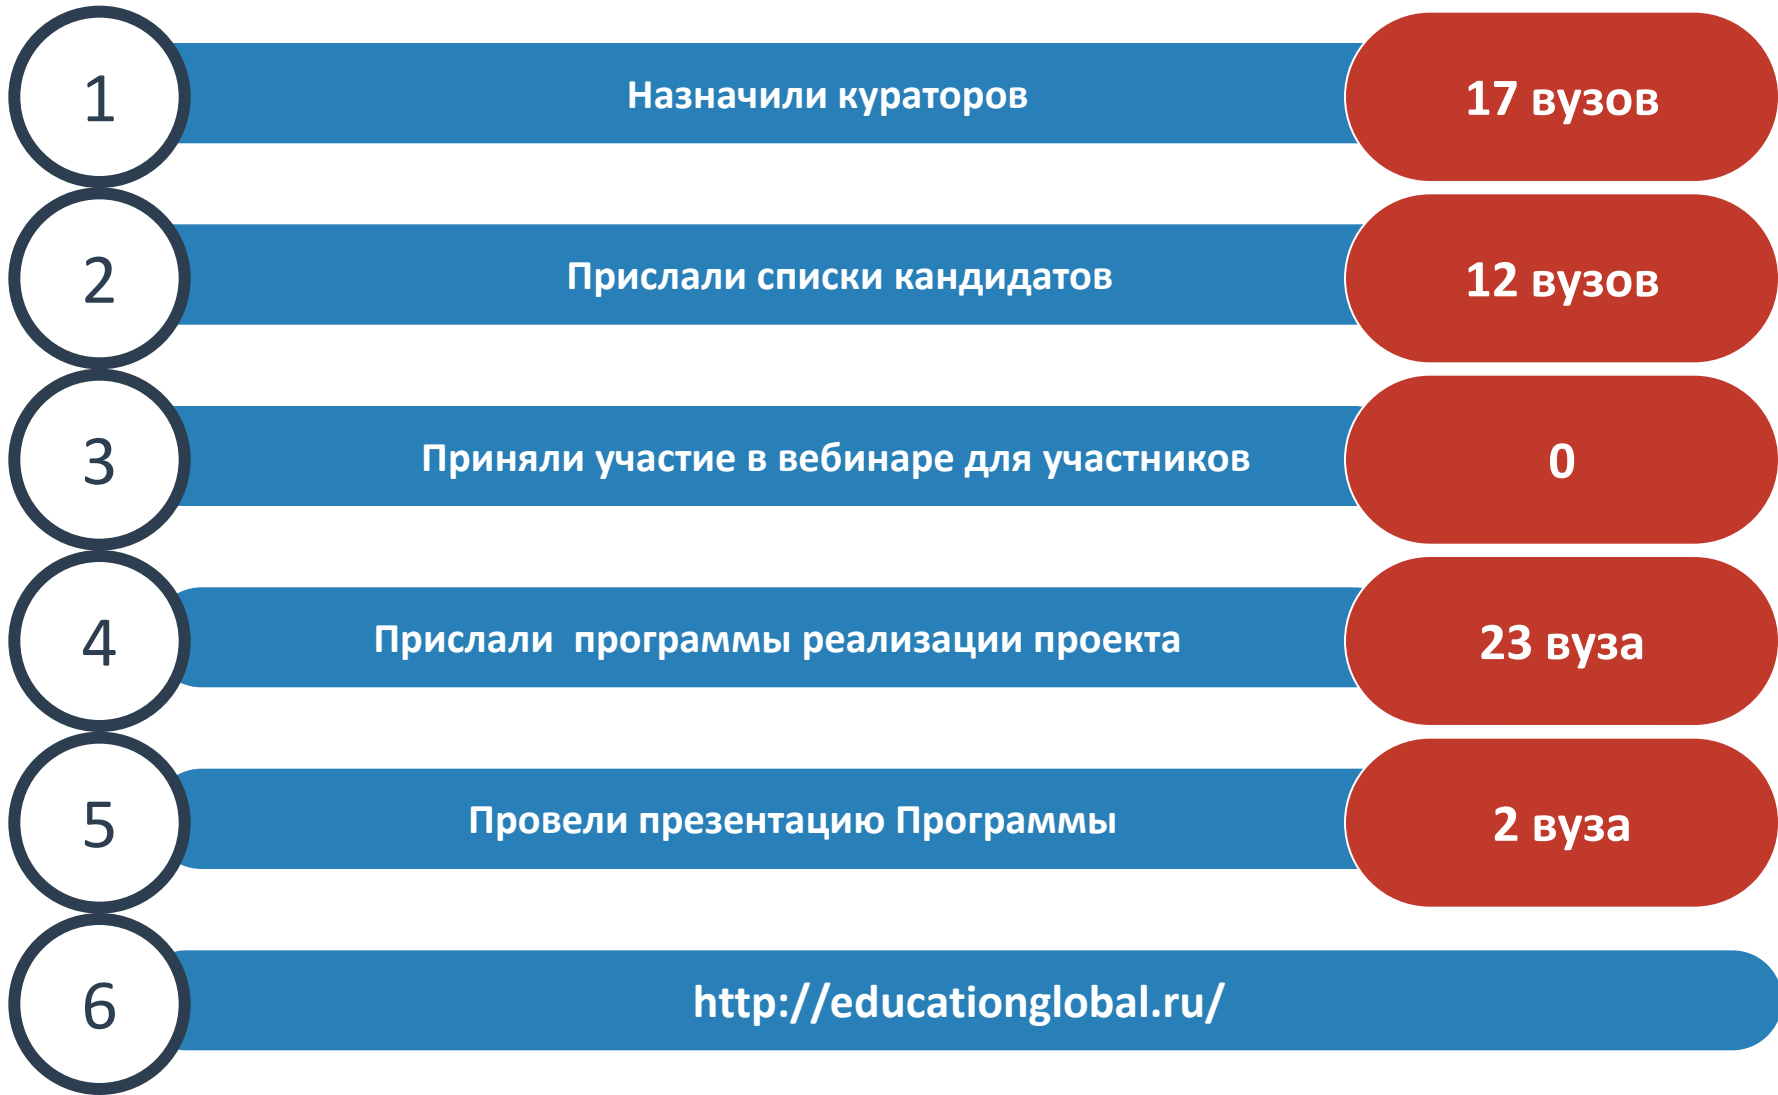 1
Назначили кураторов
17 вузов
2
Прислали списки кандидатов
12 вузов
3
Приняли участие в вебинаре для участников
0
4
Прислали  программы реализации проекта
23 вуза
5
Провели презентацию Программы
2 вуза
6
http://educationglobal.ru/